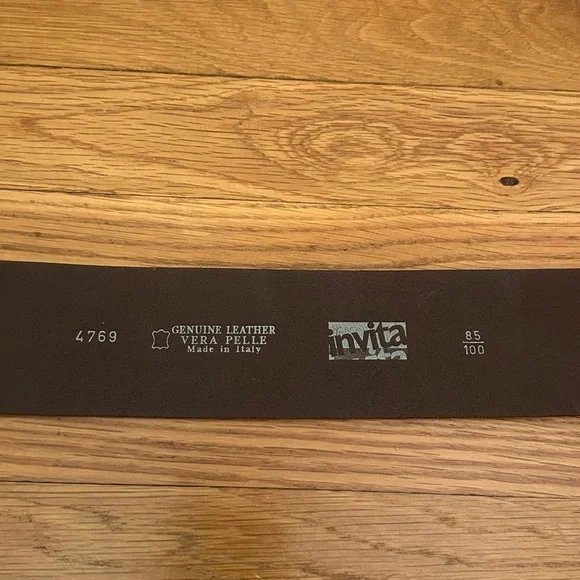 4769
GENUINE LEATHER
VERA PELLE
Made in Italy
invita
85
100